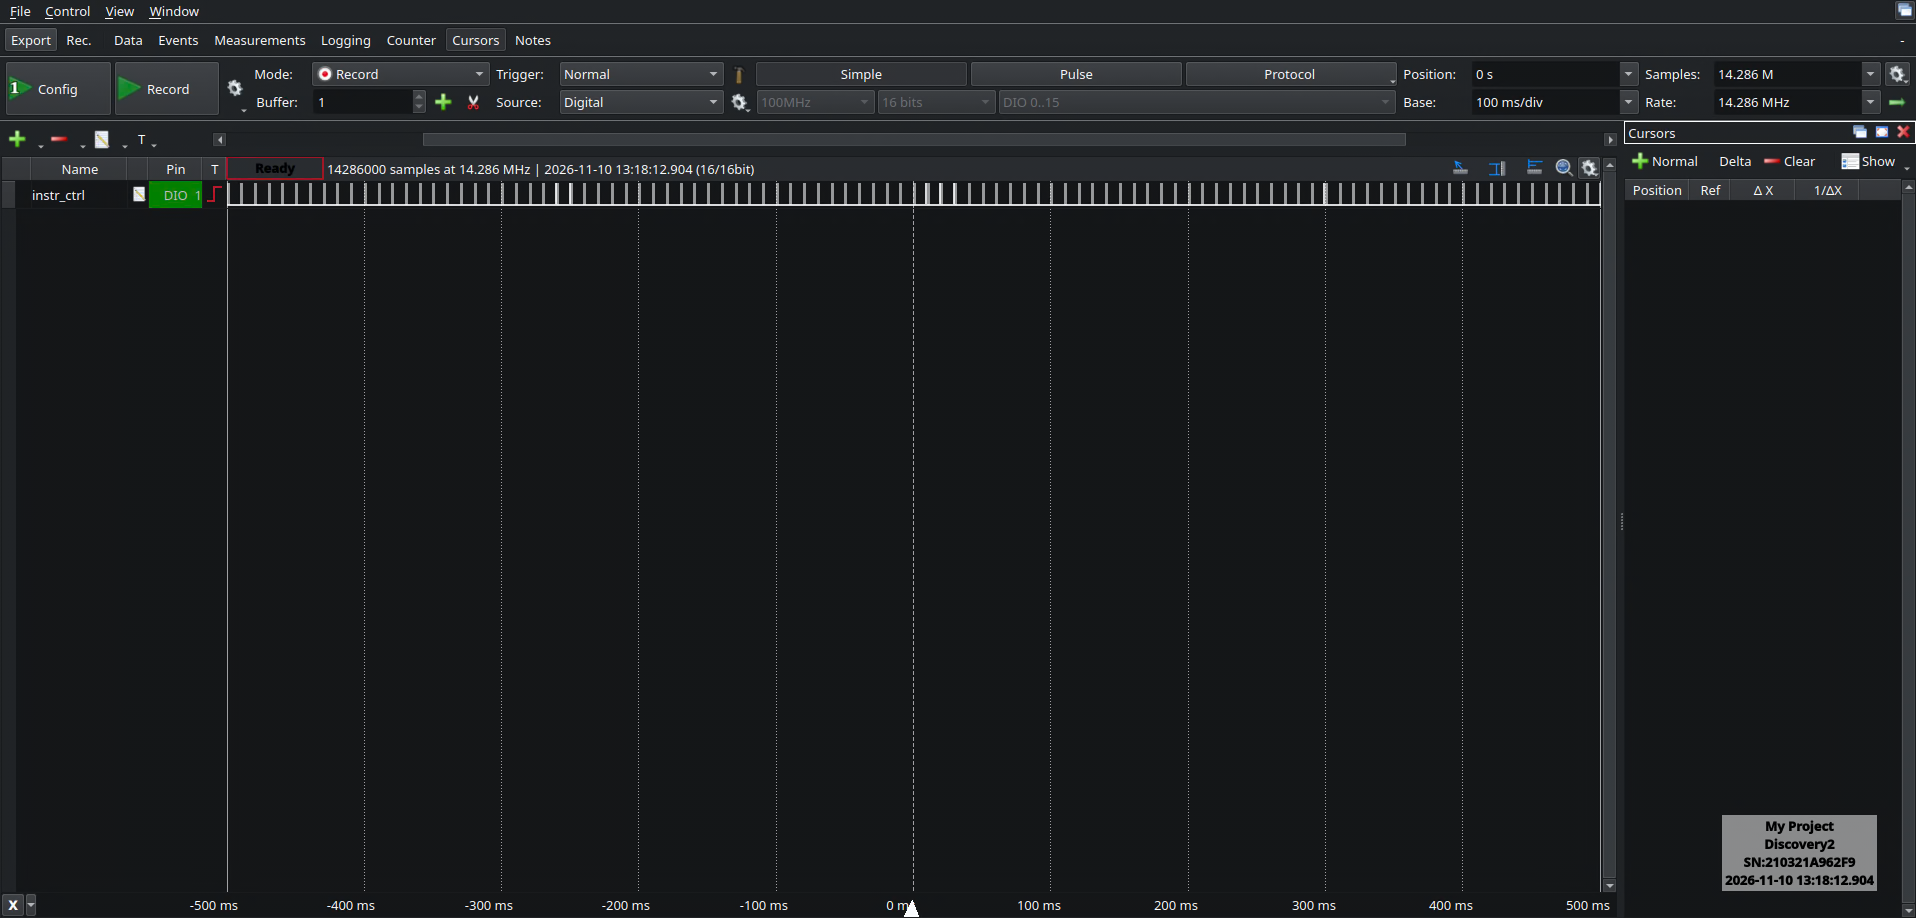 File Control View Window
Export Rec. Data Events Measurements Logging Counter Cursors Notes -
1 Config Record Mode: Record Trigger: Normal Simple Pulse Protocol Position: 0 s Samples: 14.286 M
Buffer: 1 Source: Digital 100MHz 16 bits DIO 0..15 Base: 100 ms/div Rate: 14.286 MHz
T
Cursors
Normal Delta Clear Show
Name Pin T Ready 14286000 samples at 14.286 MHz | 2026-11-10 13:18:12.904 (16/16bit)
Position Ref Δ X 1/ΔX
instr_ctrl DIO 1
My Project
Discovery2
SN:210321A962F9
2026-11-10 13:18:12.904
X -500 ms -400 ms -300 ms -200 ms -100 ms 0 m 100 ms 200 ms 300 ms 400 ms 500 ms